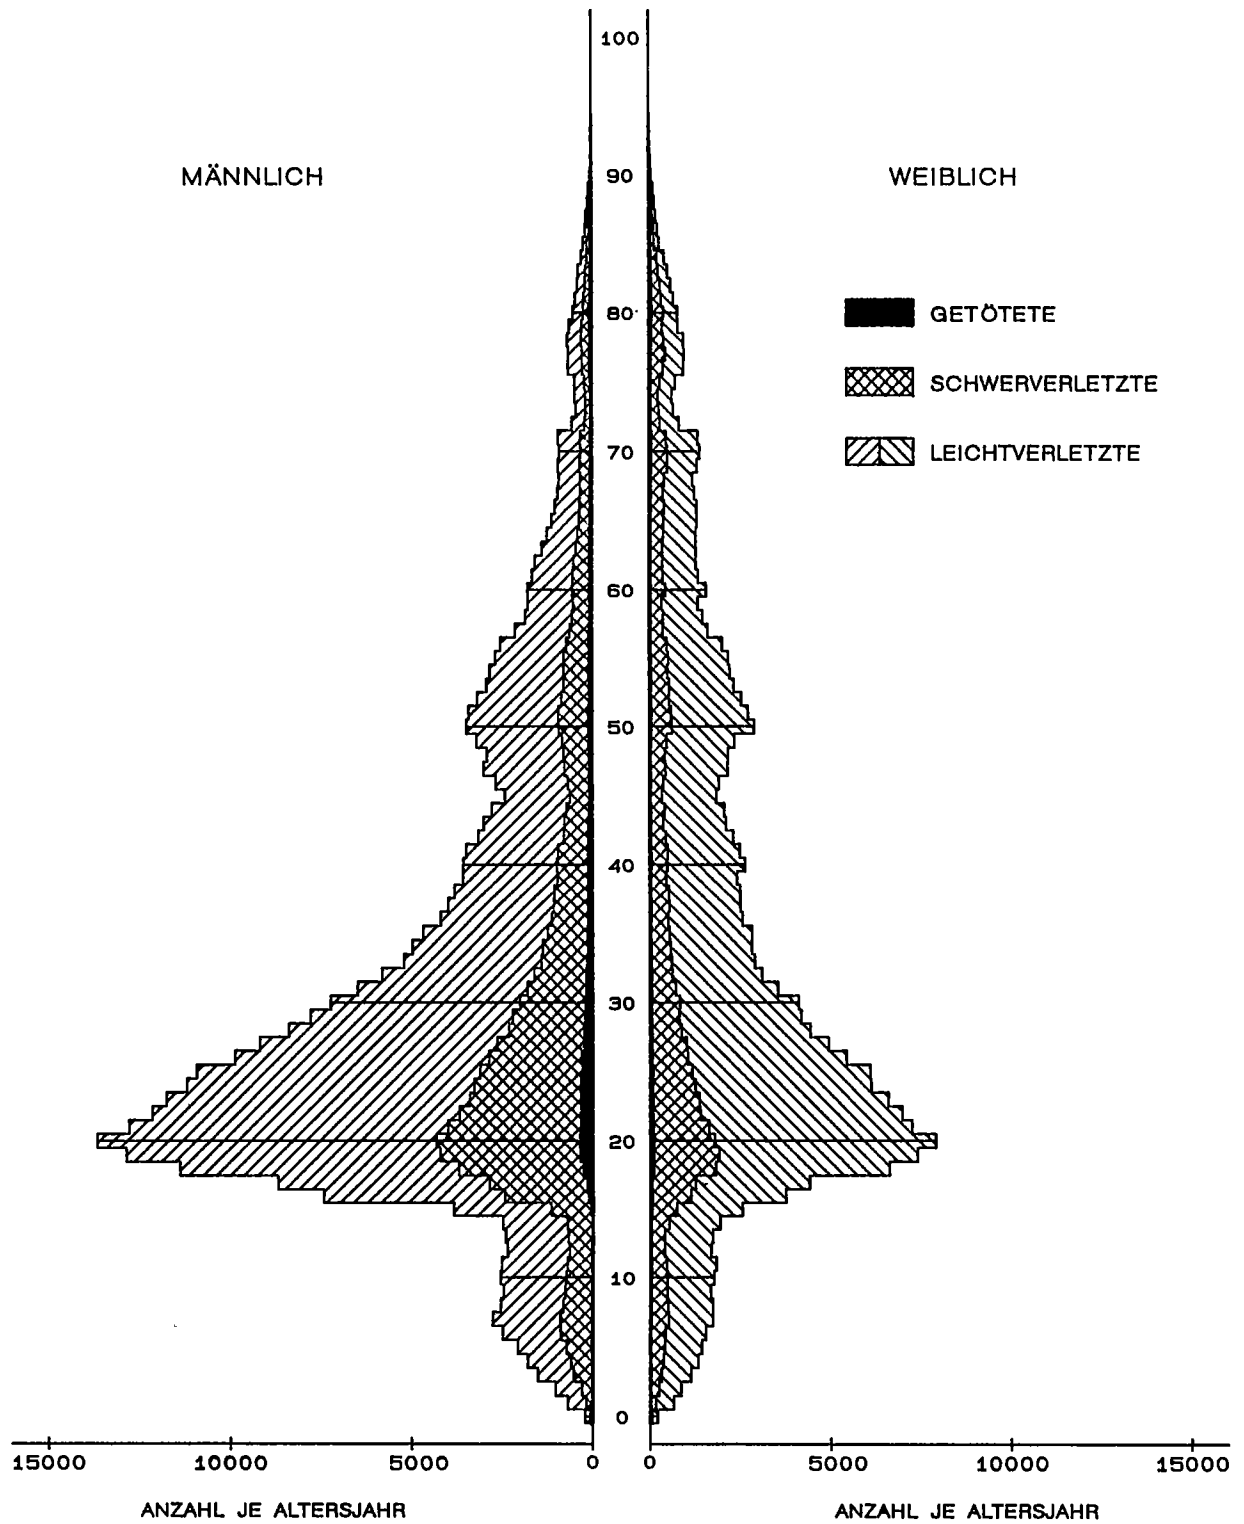 100
MÄNNLICH
90
WEIBLICH
80
GETÖTETE
SCHWERVERLETZTE
70
LEICHTVERLETZTE
60
50
40
30
20
10
0
15000 10000 5000 0 0 5000 10000 15000
ANZAHL JE ALTERSJAHR ANZAHL JE ALTERSJAHR